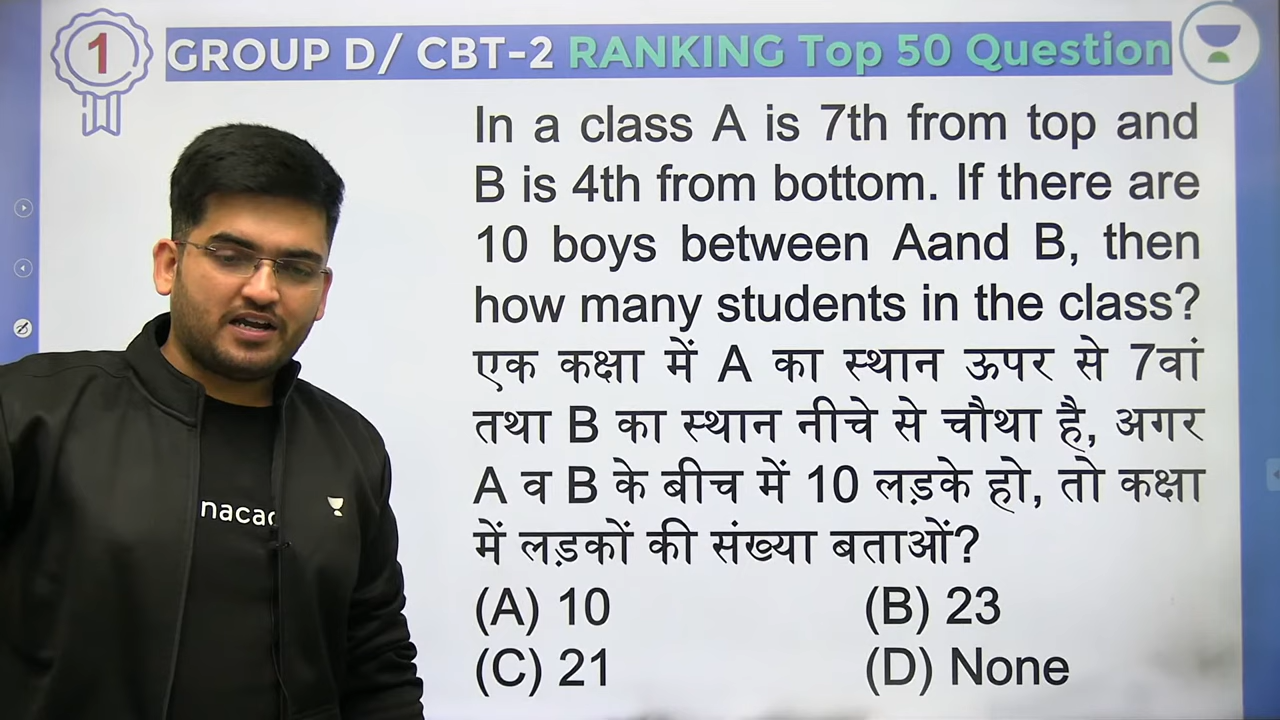 1
GROUP D/ CBT-2 RANKING Top 50 Question
In a class A is 7th from top and
B is 4th from bottom. If there are
10 boys between Aand B, then
how many students in the class?
एक कक्षा में A का स्थान ऊपर से 7वां
तथा B का स्थान नीचे से चौथा है, अगर
A व B के बीच में 10 लड़के हो, तो कक्षा
में लड़कों की संख्या बताओं?
(A) 10 (B) 23
(C) 21 (D) None